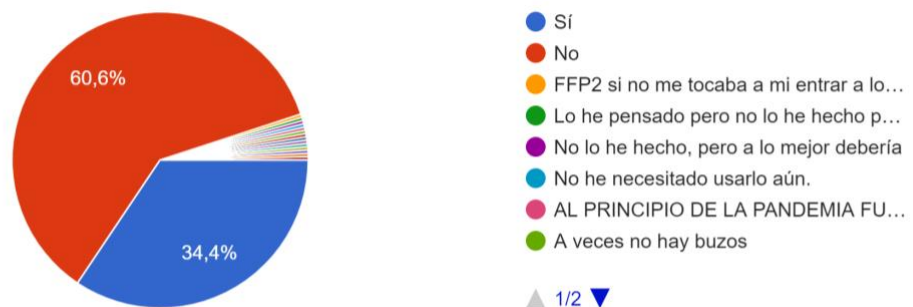 60,6%
34,4%
Sí
No
FFP2 si no me tocaba a mi entrar a lo…
Lo he pensado pero no lo he hecho p…
No lo he hecho, pero a lo mejor debería
No he necesitado usarlo aún.
AL PRINCIPIO DE LA PANDEMIA FU…
A veces no hay buzos
1/2